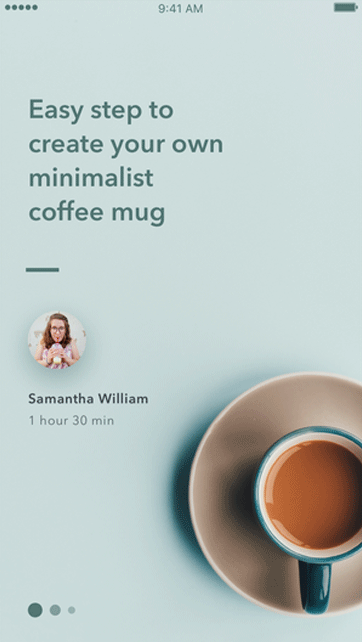 9:41 AM
Easy step to
create your own
minimalist
coffee mug
Samantha William
1 hour 30 min